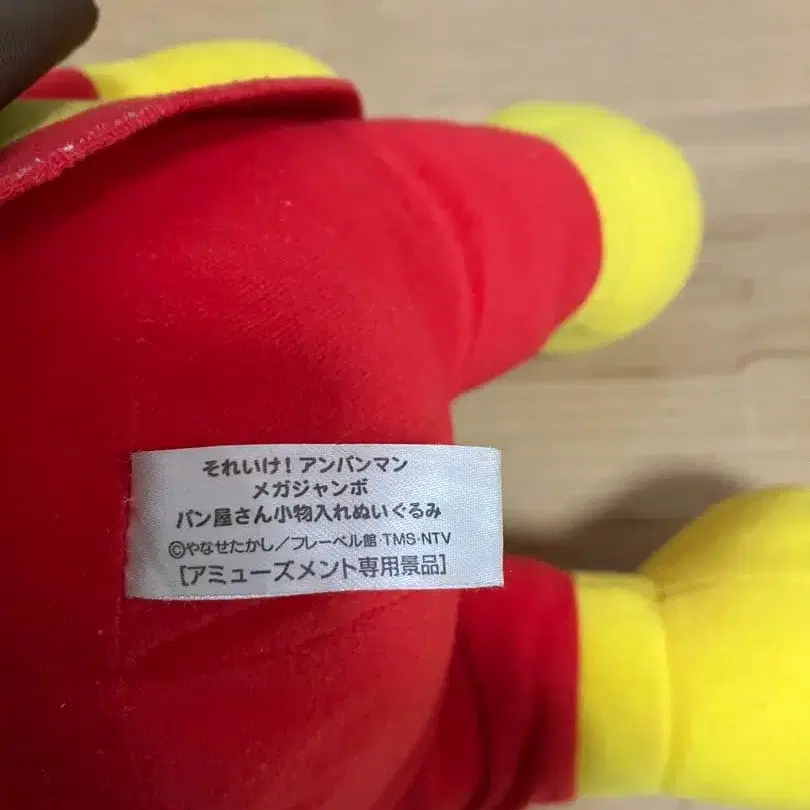 それいけ！アンパンマン
メガジャンボ
パン屋さん小物入れぬいぐるみ
©やなせたかし／フレーベル館・TMS・NTV
[アミューズメント専用景品]